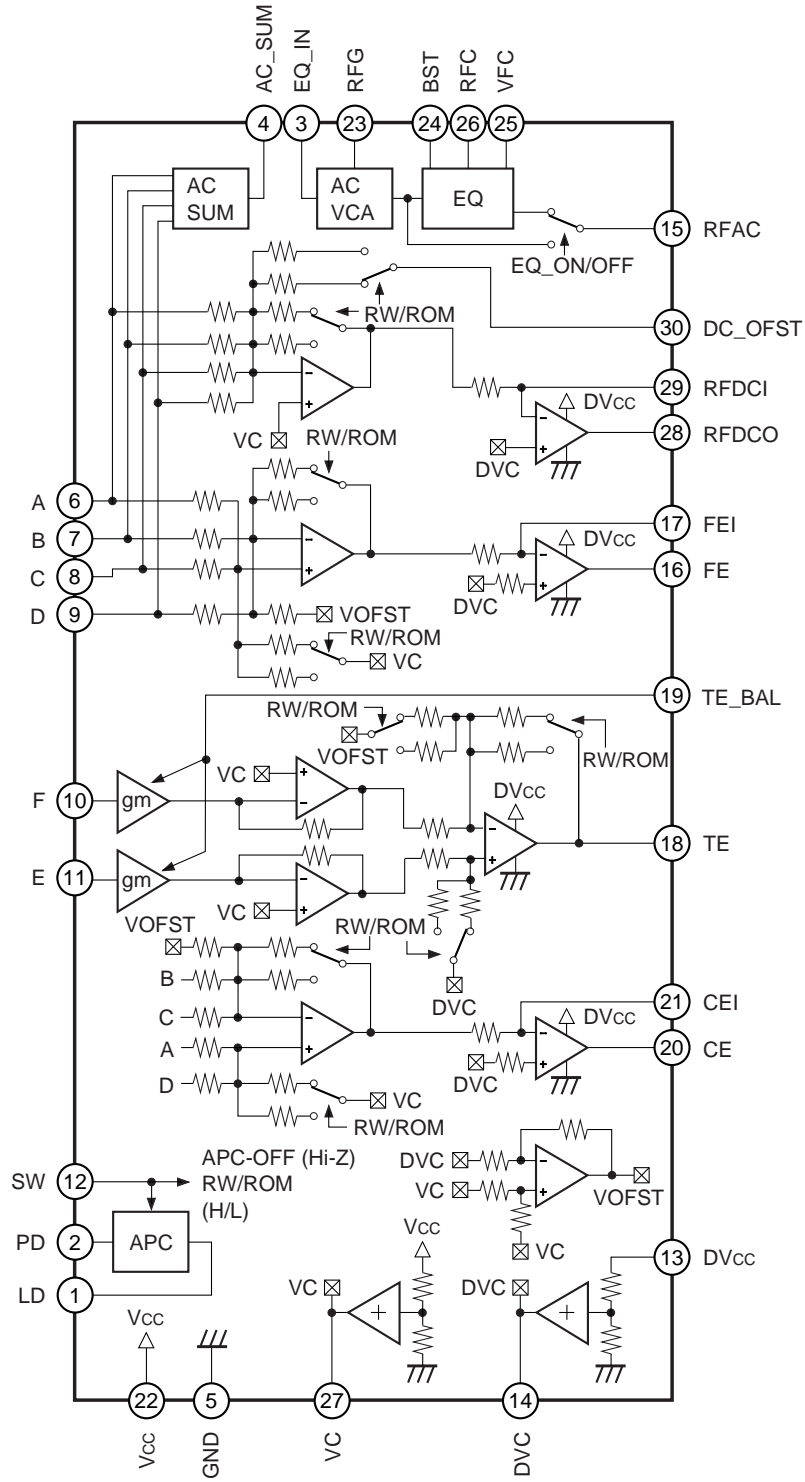 AC_SUM
EQ_IN
RFG
BST
RFC
VFC
4
3
23
24
26
25
AC
SUM
AC
VCA
EQ
15 RFAC
EQ_ON/OFF
RW/ROM
30 DC_OFST
29 RFDCI
DVCC
VC
RW/ROM
DVC
28 RFDCO
A 6
B 7
C 8
D 9
17 FEI
DVCC
DVC
16 FE
VOFST
RW/ROM
VC
19 TE_BAL
RW/ROM
VOFST
RW/ROM
F 10
gm
VC
DVCC
18 TE
E 11
gm
VC
VOFST
RW/ROM
DVC
B
C
A
D
21 CEI
DVCC
DVC
20 CE
VC
RW/ROM
SW 12
APC-OFF (Hi-Z)
RW/ROM
(H/L)
DVC
VC
VOFST
VC
PD 2
APC
LD 1
VCC
VC
DVC
13 DVCC
VCC
22
5
27
14
VCC
GND
VC
DVC